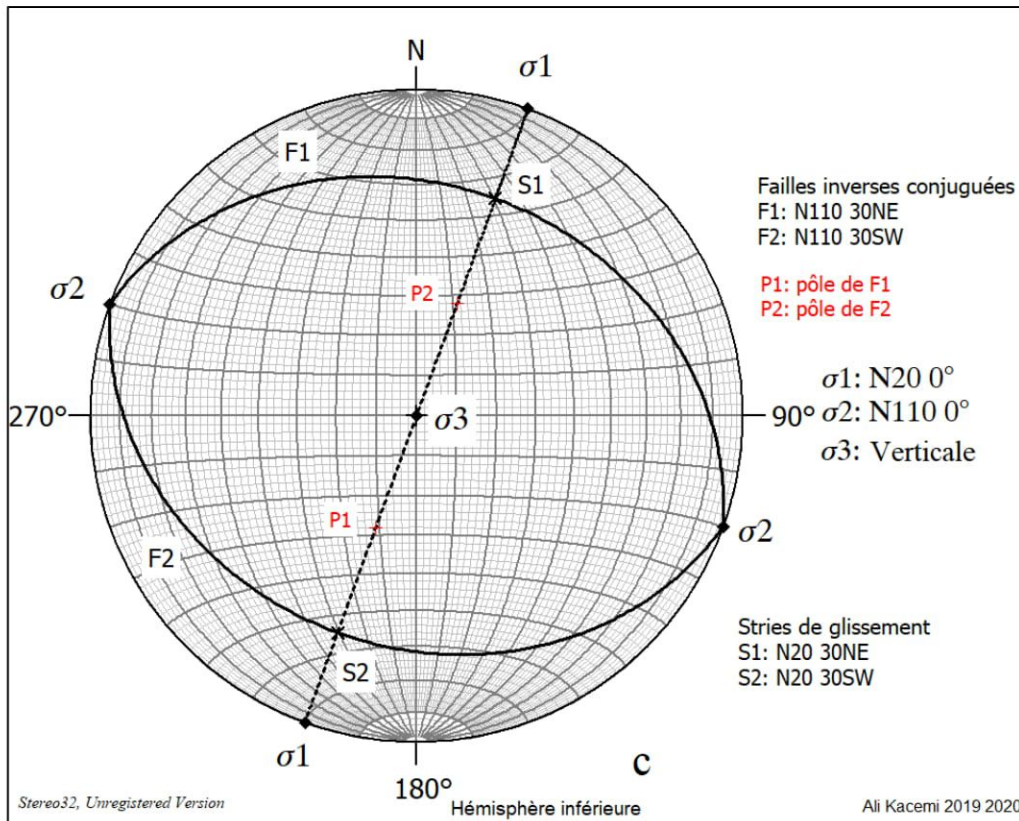 N
σ1
F1
S1
Failles inverses conjuguées
F1: N110 30NE
F2: N110 30SW
σ2
P2
P1: pôle de F1
P2: pôle de F2
σ1: N20 0°
270°
σ3
90°
σ2: N110 0°
σ3: Verticale
P1
F2
σ2
Stries de glissement
S1: N20 30NE
S2: N20 30SW
S2
σ1
c
180°
Stereo32, Unregistered Version
Hémisphère inférieure
Ali Kacemi 2019 2020